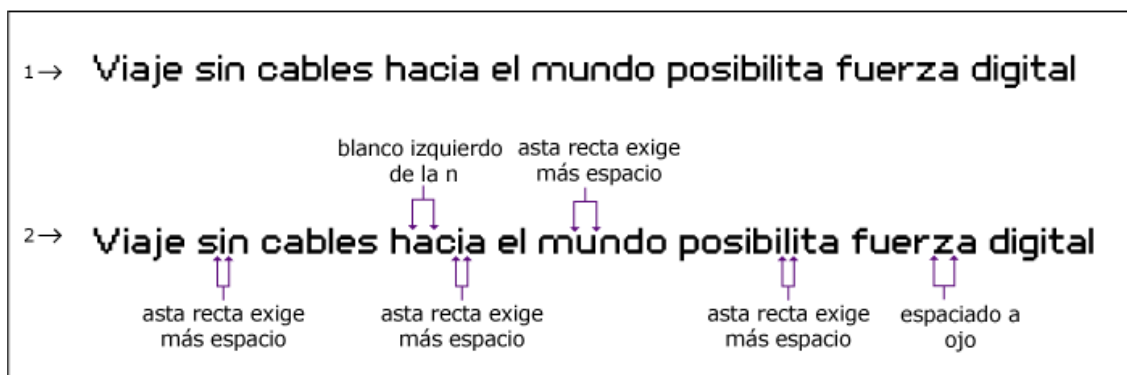 1→ Viaje sin cables hacia el mundo posibilita fuerza digital
blanco izquierdo
de la n
asta recta exige
más espacio
2→ Viaje sin cables hacia el mundo posibilita fuerza digital
asta recta exige
más espacio
asta recta exige
más espacio
asta recta exige
más espacio
espaciado a
ojo